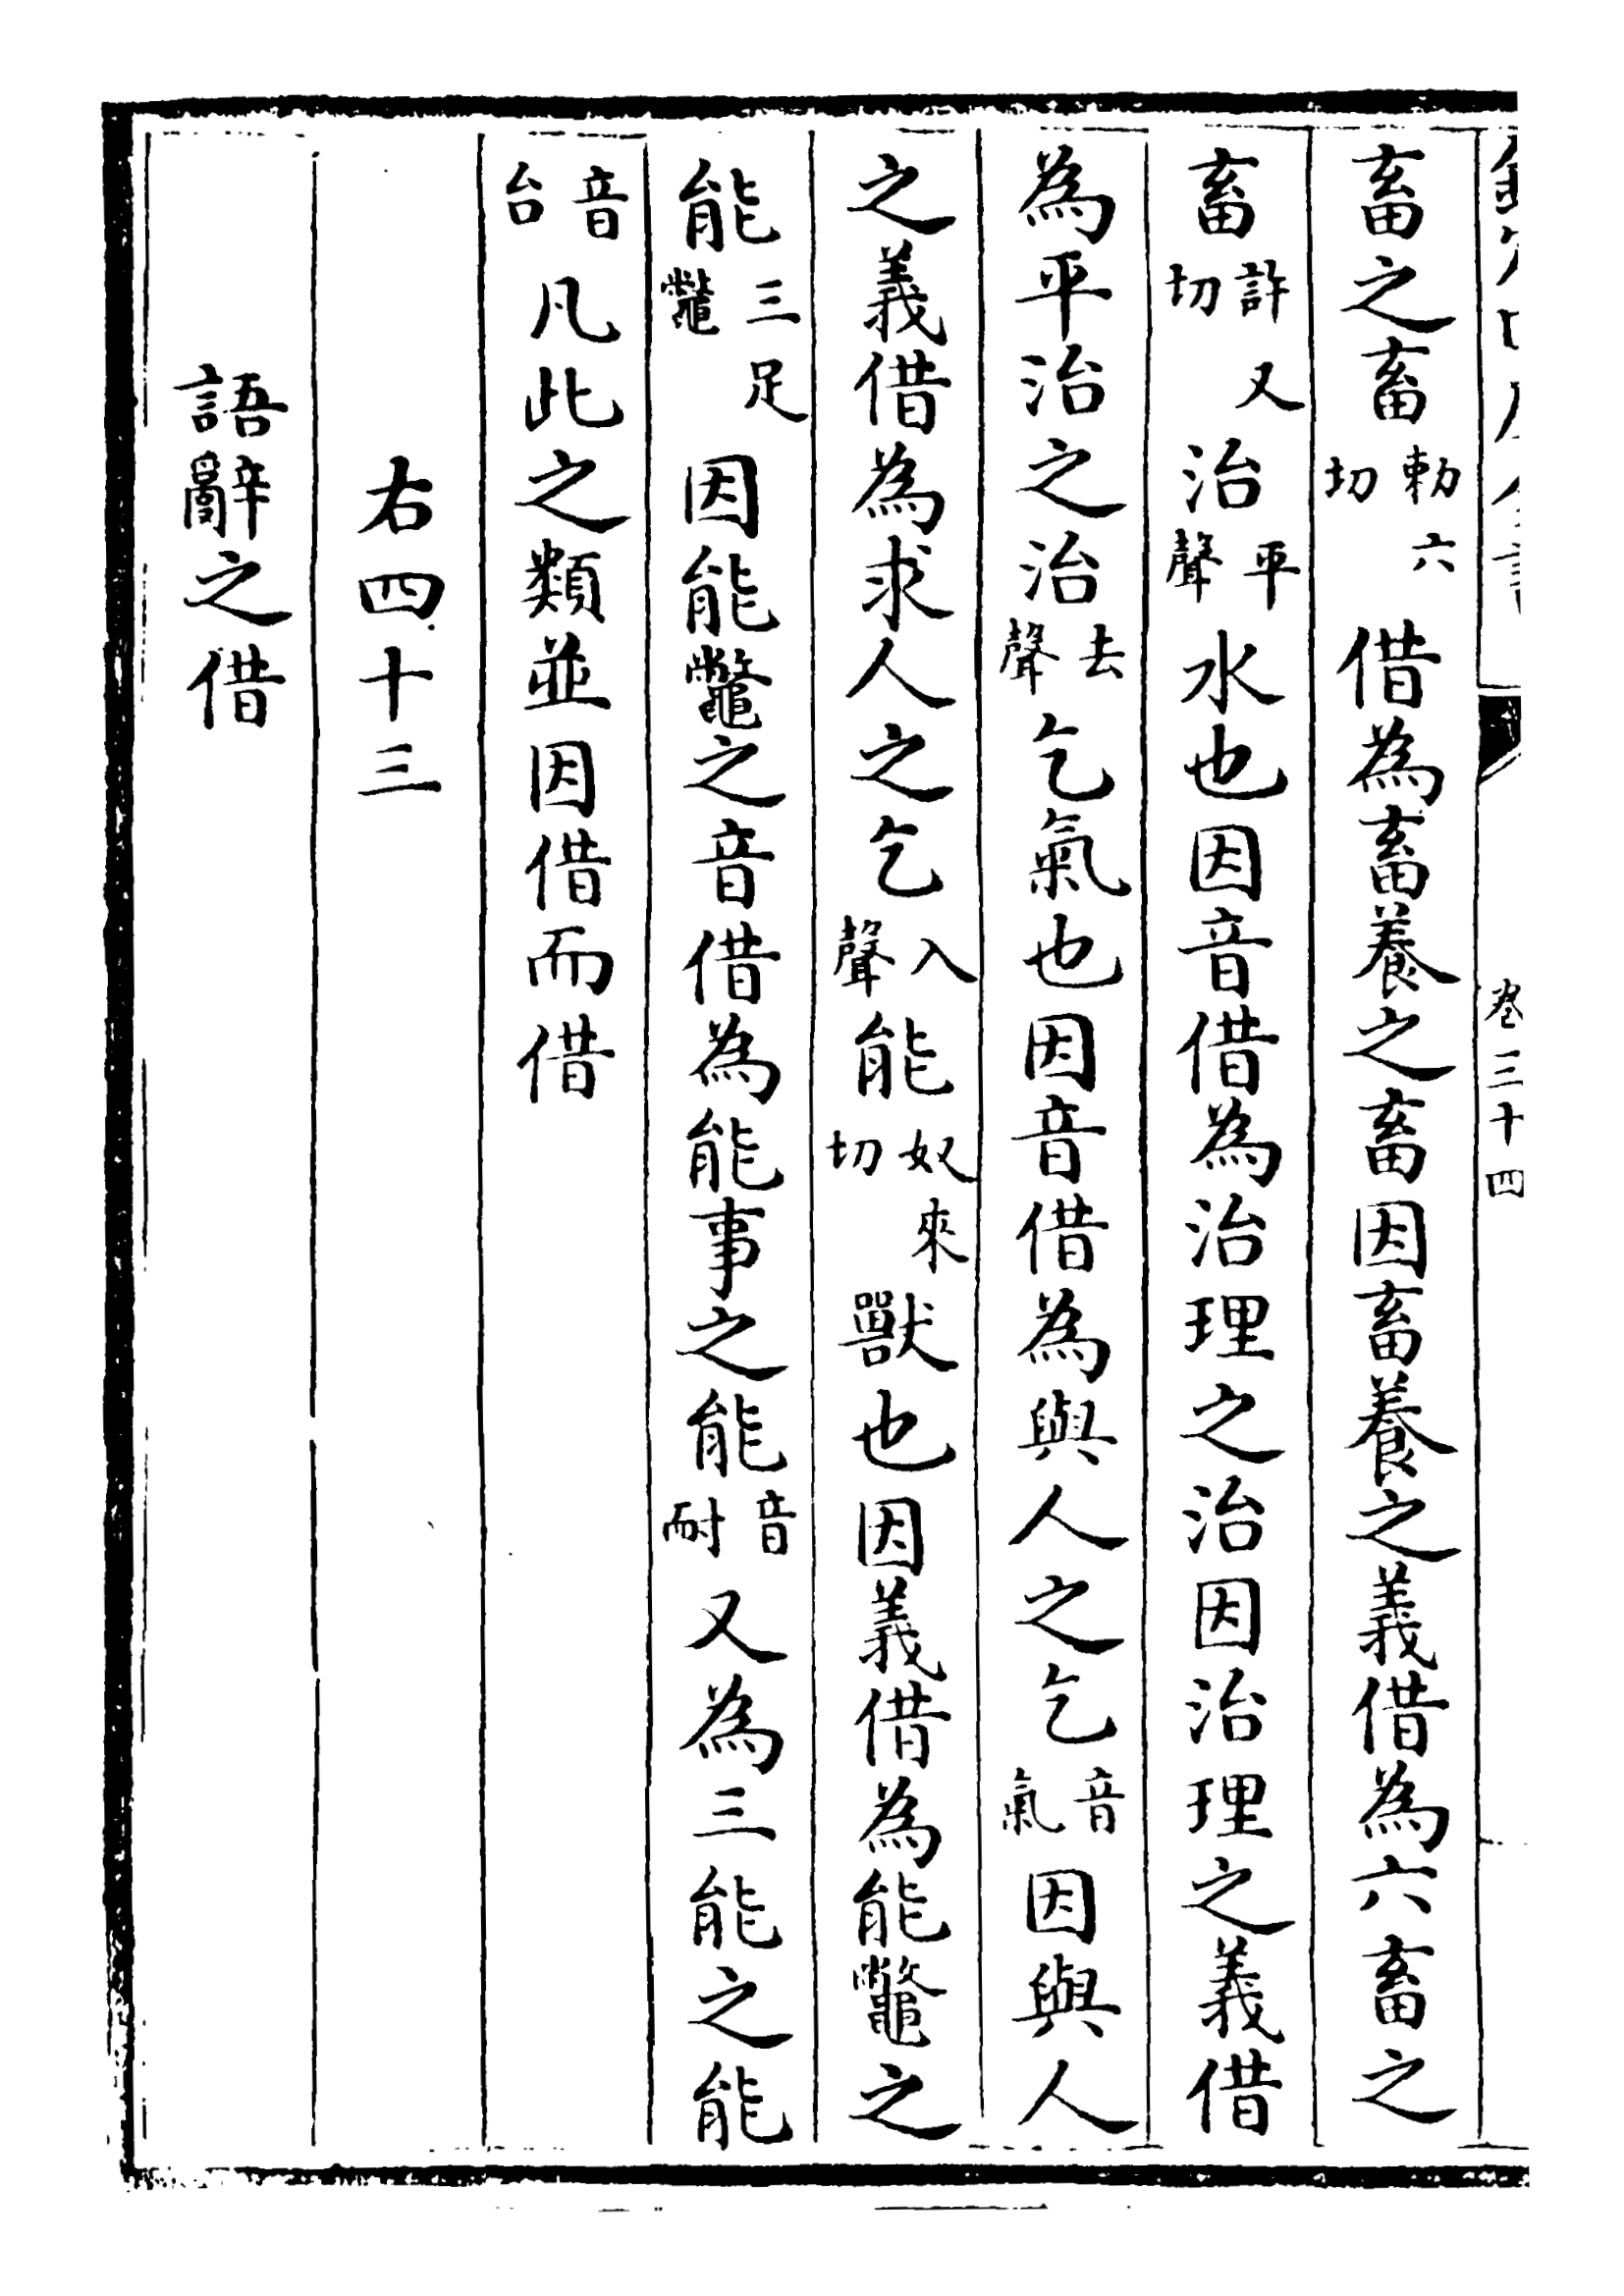 卷三十四
畜之畜勅六切借為畜養之畜因畜養之義借為六畜之
畜許又切治平聲水也因音借為治理之治因治理之義借
為平治之治去聲乞氣也因音借為與人之乞音氣因與人
之義借為求人之乞入聲能奴來切獸也因義借為能鼈之
能三足鼈因能鼈之音借為能事之能音耐又為三能之能
音台凡此之類並因借而借
右四十三
語辭之借